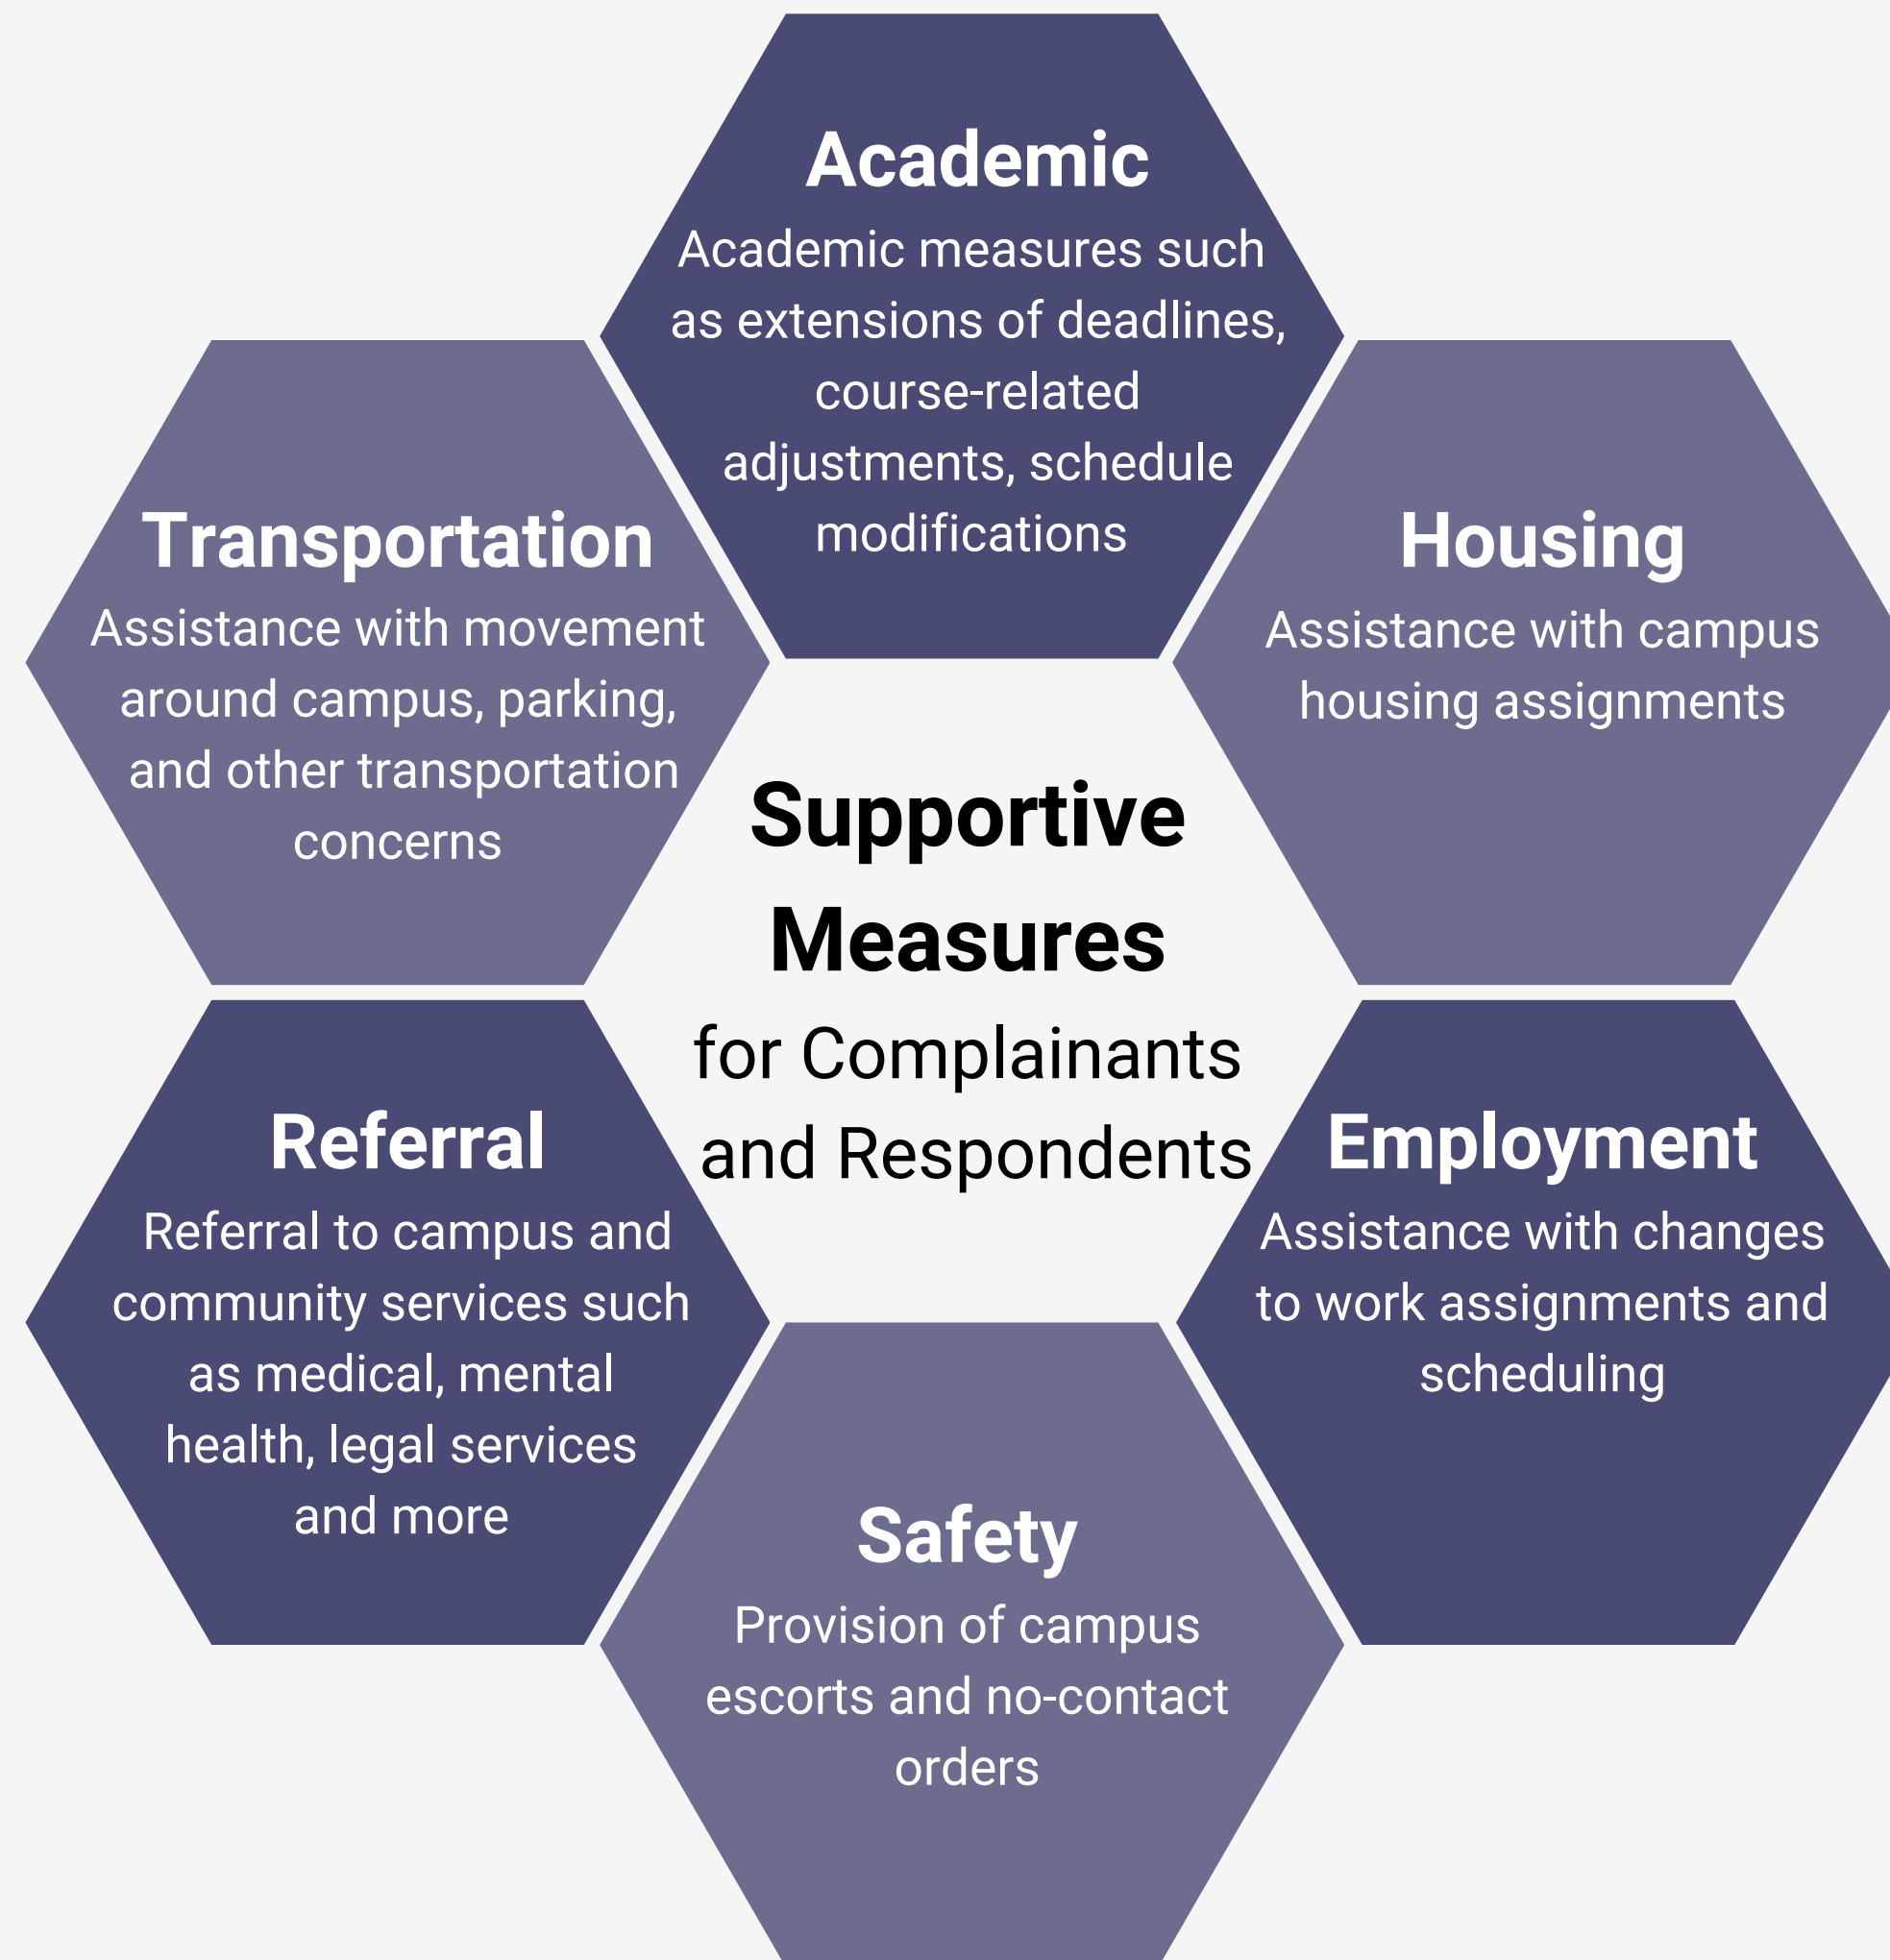 Academic
Academic measures such
as extensions of deadlines,
course-related
adjustments, schedule
modifications
Transportation
Assistance with movement
around campus, parking,
and other transportation
concerns
Housing
Assistance with campus
housing assignments
Supportive
Measures
for Complainants
and Respondents
Referral
Referral to campus and
community services such
as medical, mental
health, legal services
and more
Employment
Assistance with changes
to work assignments and
scheduling
Safety
Provision of campus
escorts and no-contact
orders